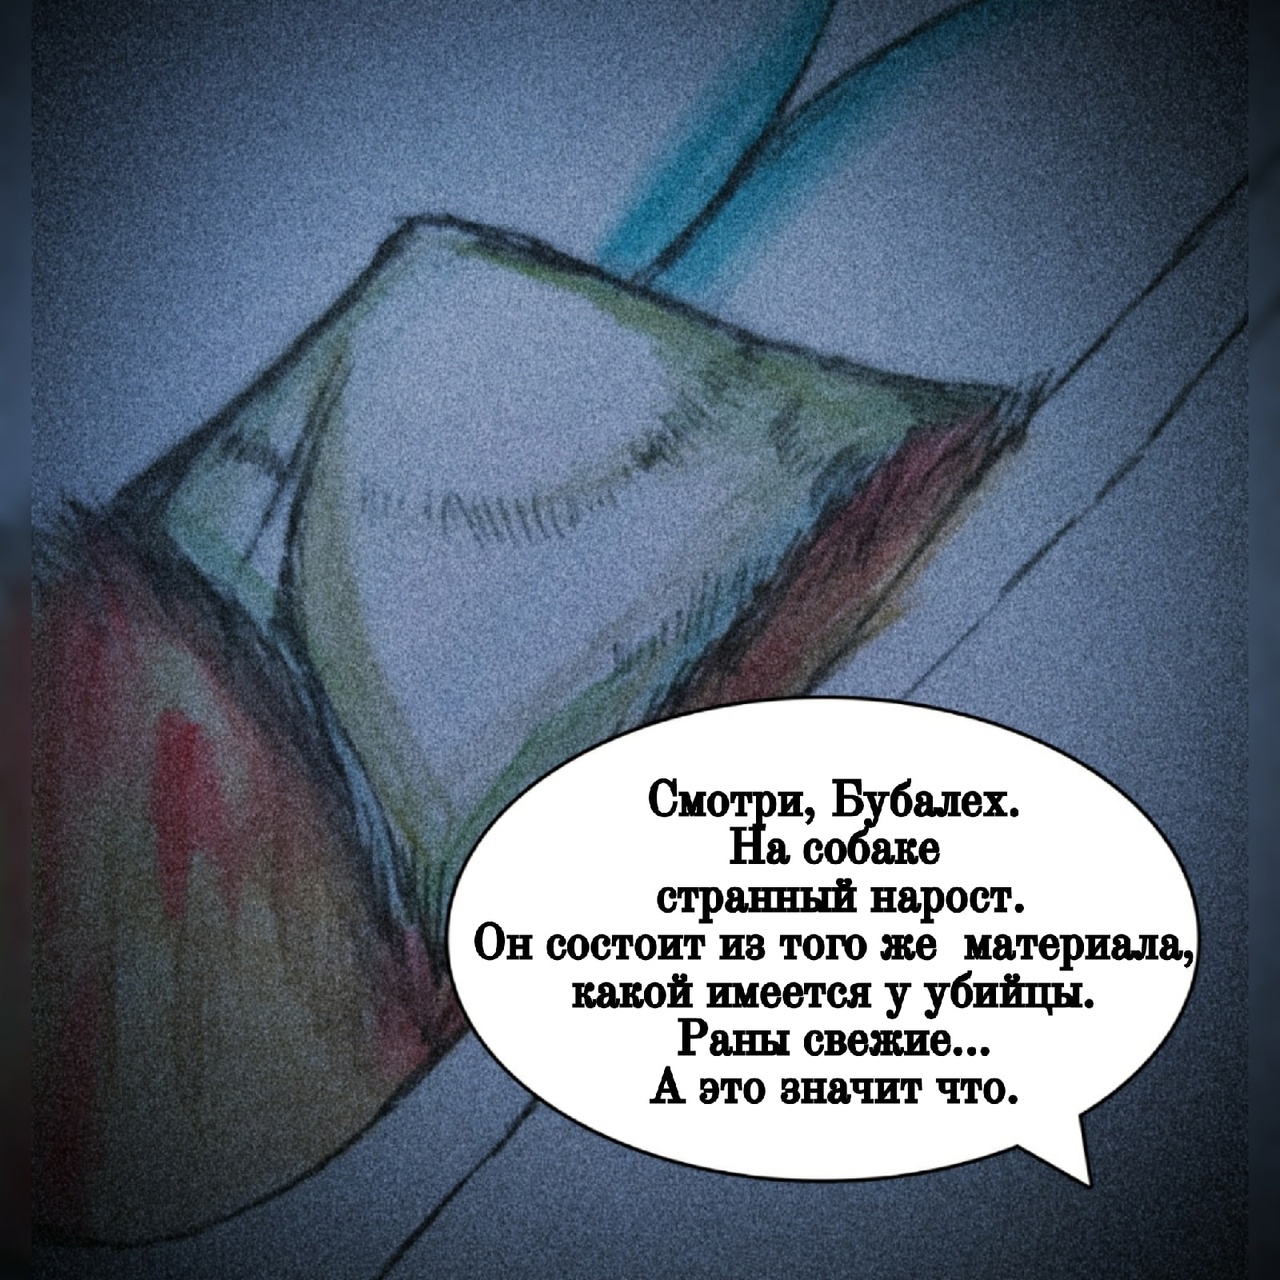 Смотри, Бубалех.
На собаке
странный нарост.
Он состоит из того же материала,
какой имеется у убийцы.
Раны свежие...
А это значит что.